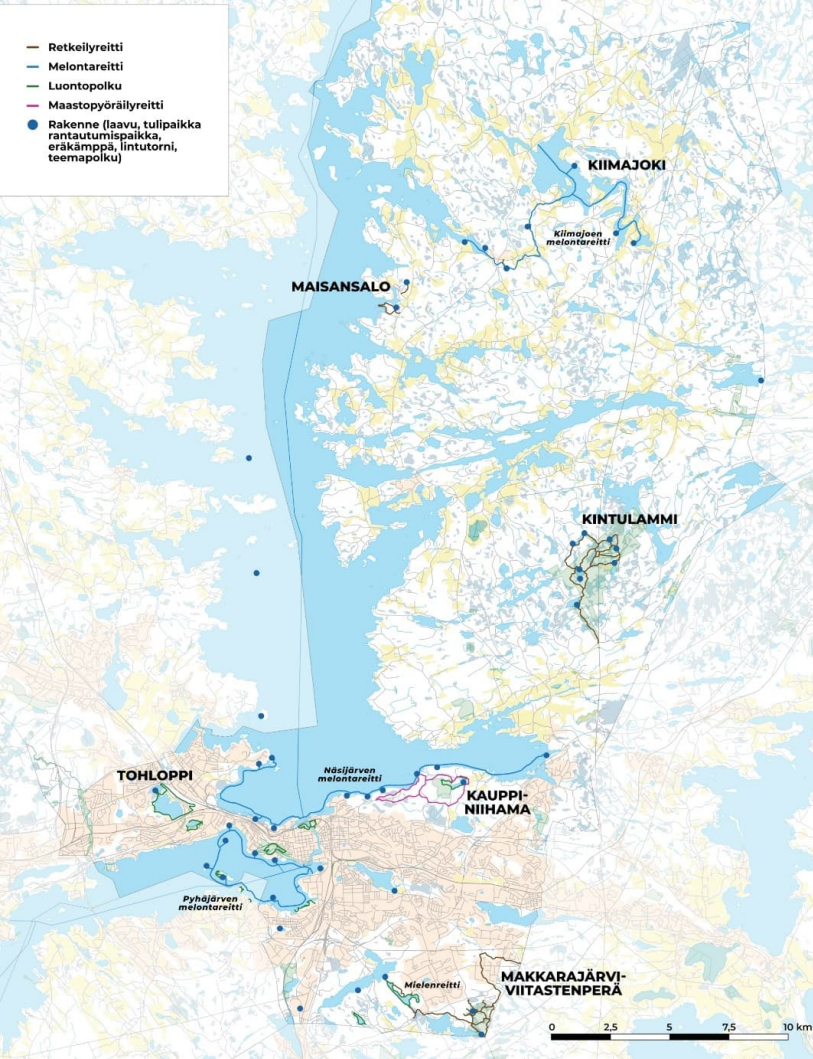 Retkeilyreitti
Melontareitti
Luontopolku
Maastopyöräilyreitti
Rakenne (laavu, tulipaikka
rantautumispaikka,
eräkämppä, lintutorni,
teemapolku)
KIIMAJOKI
Kiimajoen
melontareitti
MAISANSALO
KINTULAMMI
TOHLOPPI
Näsijärven
melontareitti
KAUPPI-
NIIHAMA
Pyhäjärven
melontareitti
Mielenreitti
MAKKARAJÄRVI-
VIITASTENPERÄ
0 2,5 5 7,5 10 km